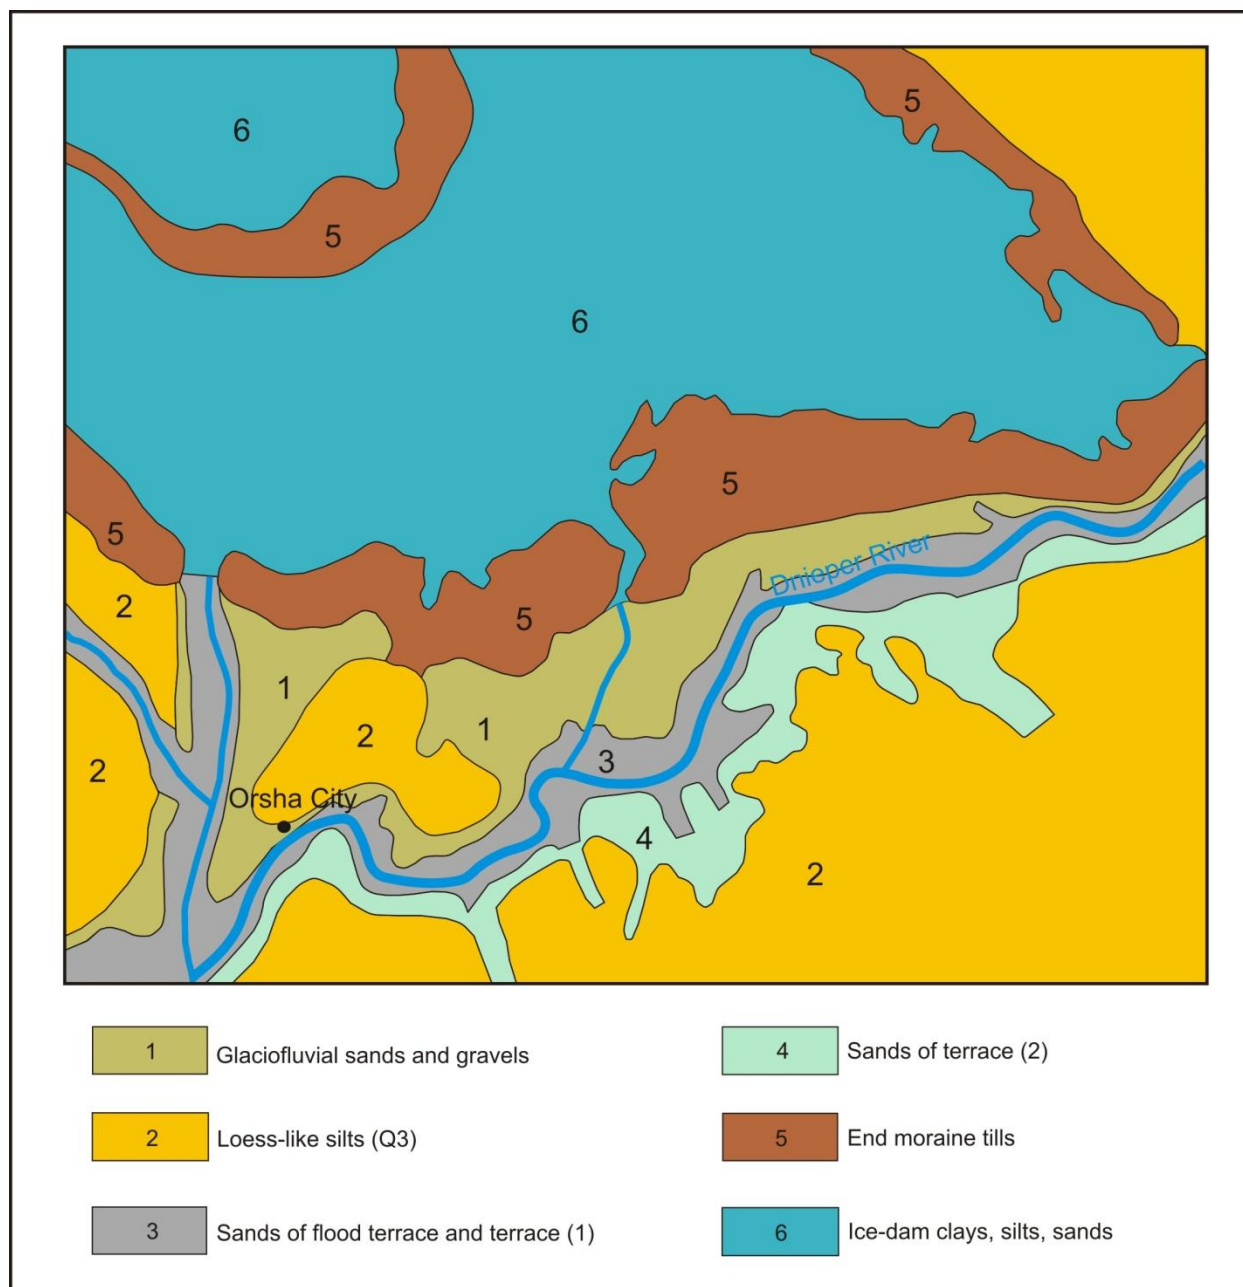 5
6
5
6
5
5
2
5
1
2
1
2
3
4
2
Dnieper River
Orsha City
1 Glaciofluvial sands and gravels
4 Sands of terrace (2)
2 Loess-like silts (Q3)
5 End moraine tills
3 Sands of flood terrace and terrace (1)
6 Ice-dam clays, silts, sands